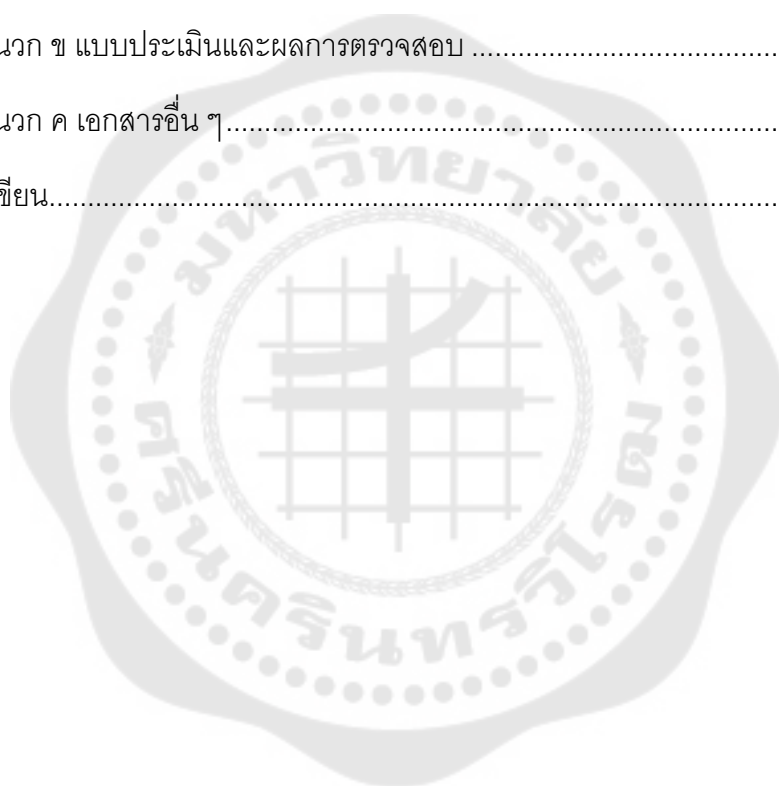 นวก ข แบบประเมินและผลการตรวจสอบ ........................................
นวก ค เอกสารอื่น ๆ........................................................................
ขียน...............................................................................................
มหาวิทยาลัย
ศรีนครินทรวิโรฒ